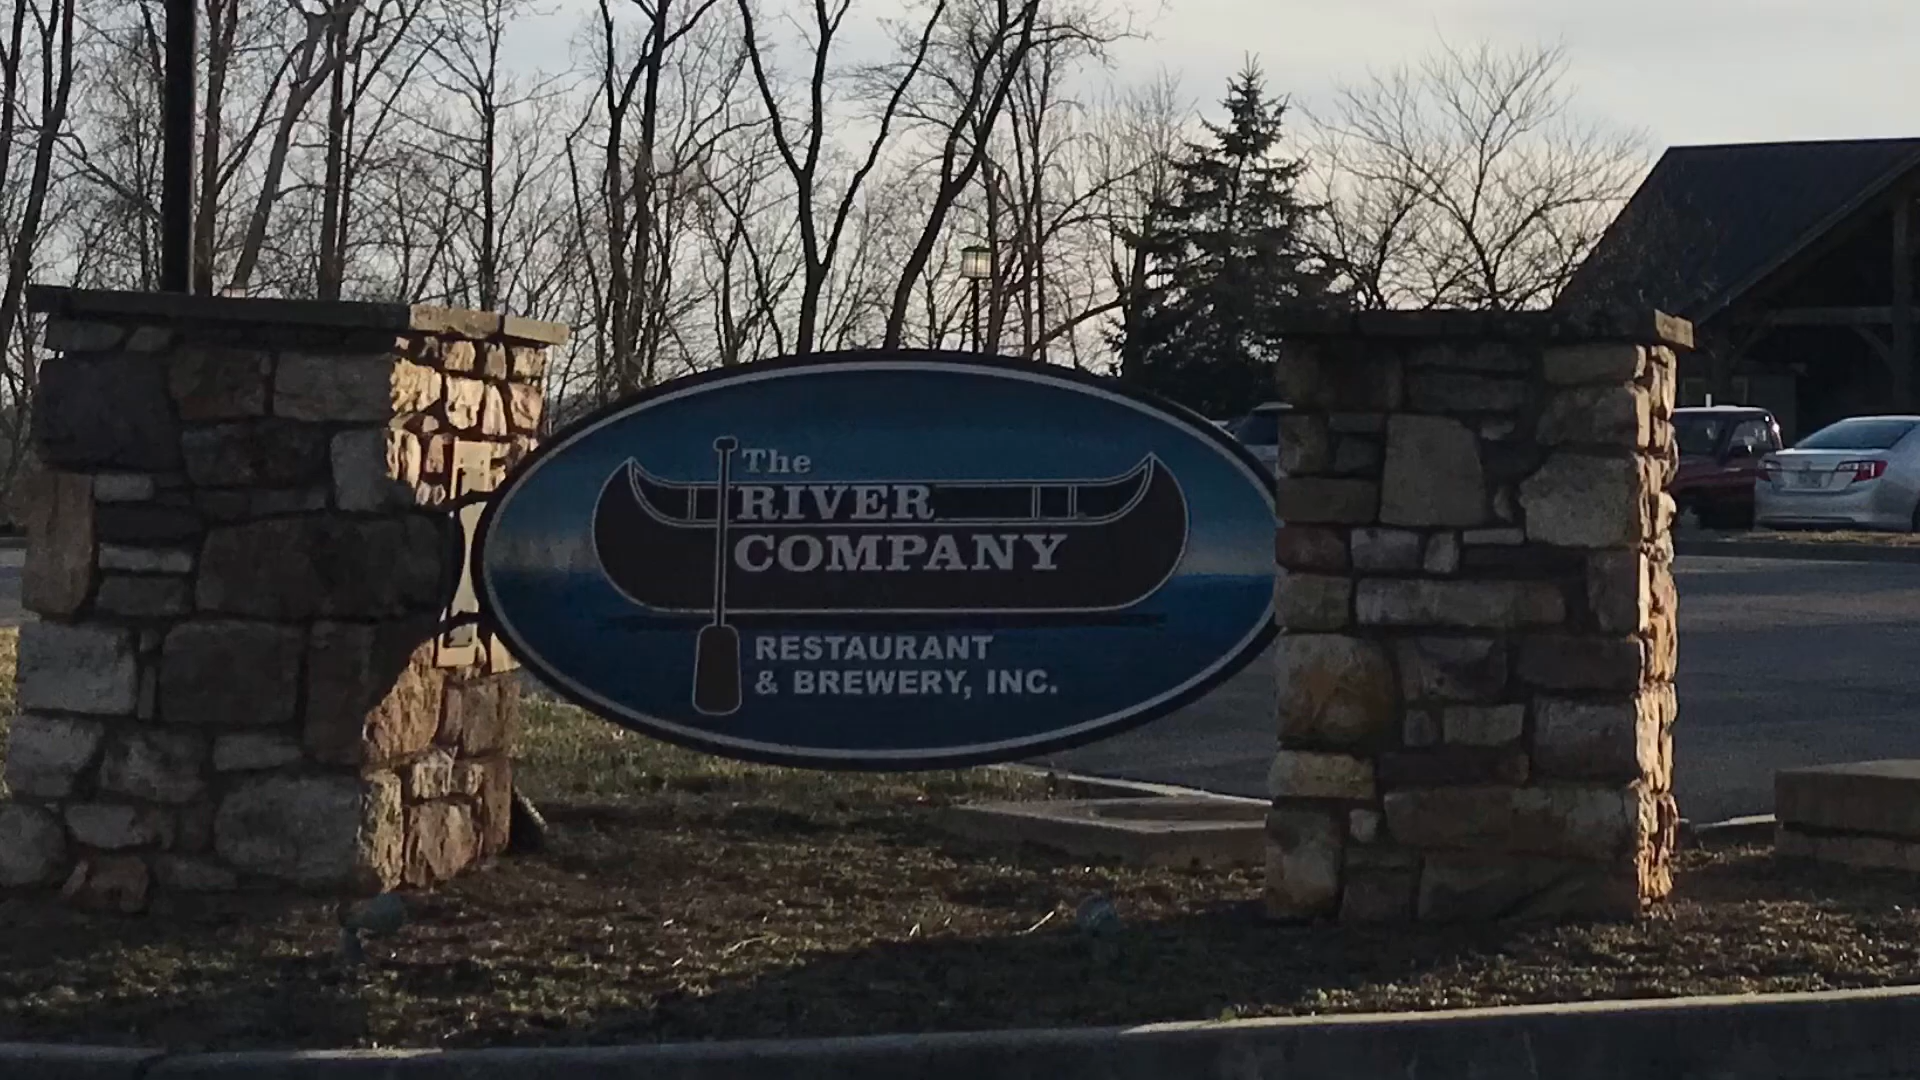 The
RIVER
COMPANY
RESTAURANT
& BREWERY, INC.